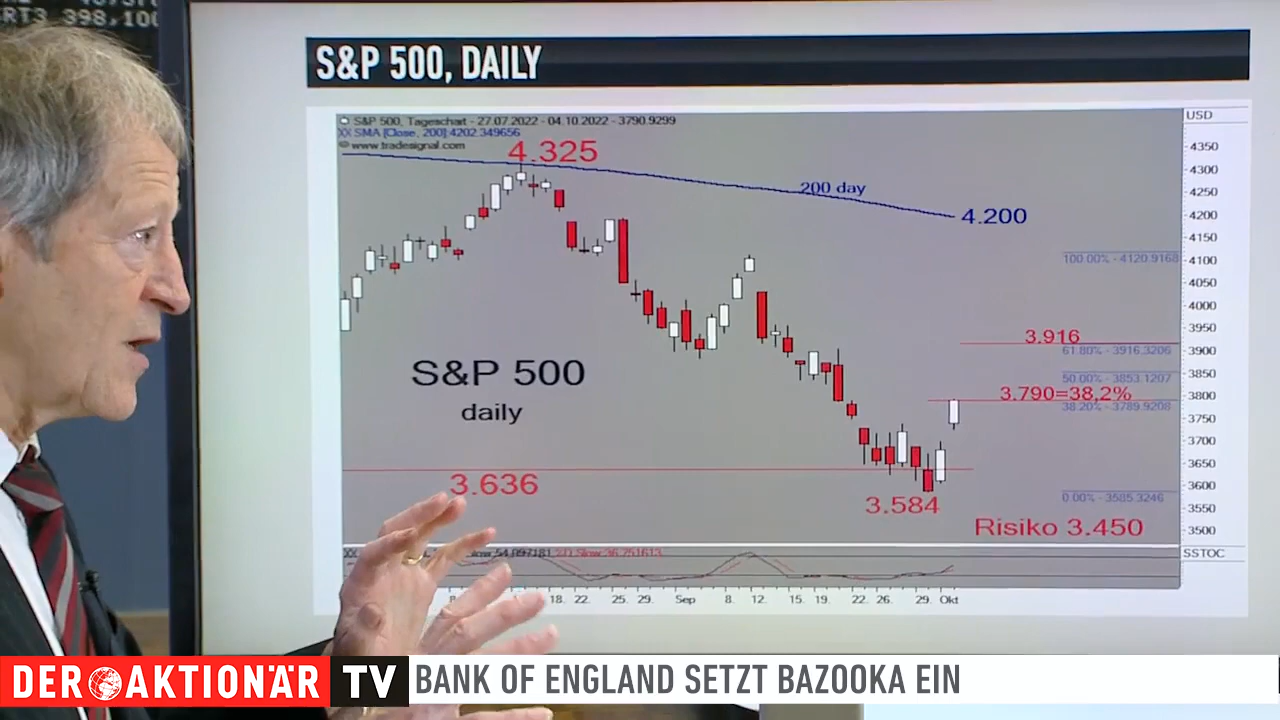 398,100
S&P 500, DAILY
S&P 500, Tageschart - 27.07.2022 - 04.10.2022 - 3790.9299
SMA [Close, 200]:4202.349656
© www.tradesignal.com
USD
4.325
4350
4300
4250
200 day
4200
4.200
4150
100.00% - 4120.9168
4100
4050
4000
3950
3.916
61.80% - 3916.3206
3900
S&P 500
daily
50.00% - 3853.1207
3850
3.790=38,2%
3800
38.20% - 3789.9208
3750
3700
3650
3.636
3600
3.584
0.00% - 3585.3246
3550
Risiko 3.450
3500
SSTOC
18. 22. 25. 29. Sep 8. 12. 15. 19. 22. 26. 29. Okt
DER AKTIONÄR TV
BANK OF ENGLAND SETZT BAZOOKA EIN